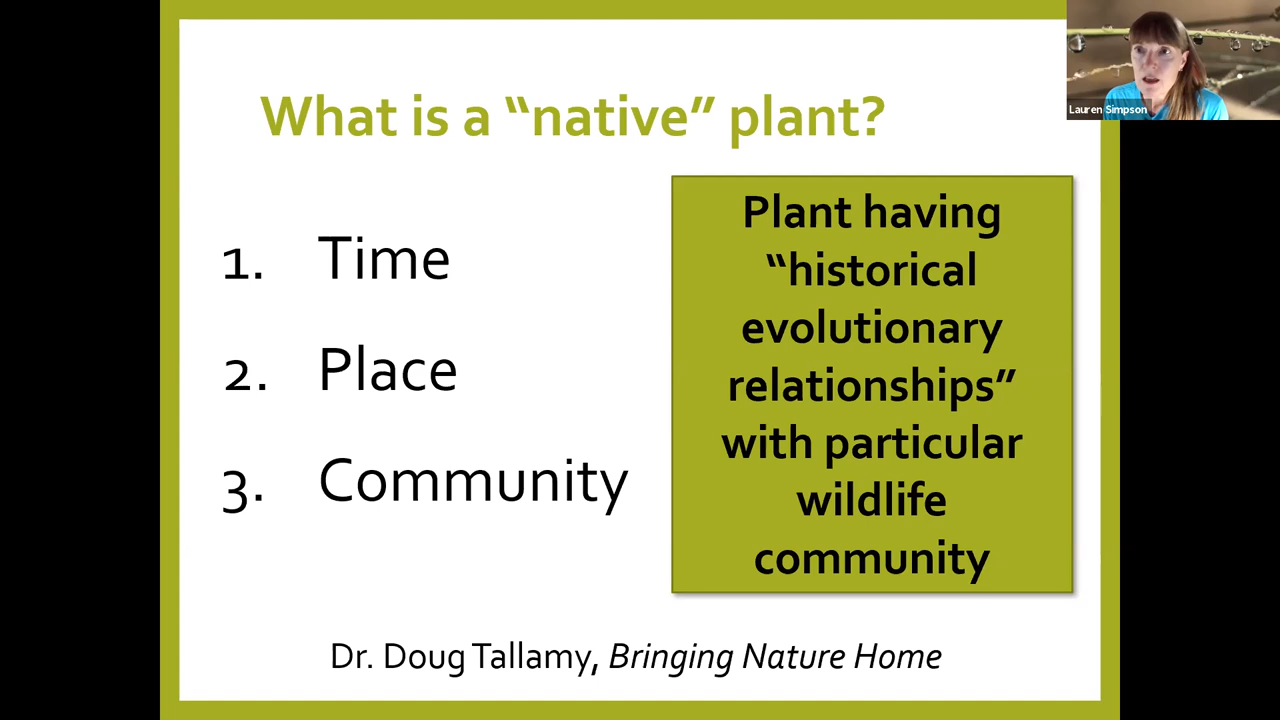 What is a “native” plant?
1. Time
2. Place
3. Community
Plant having
“historical
evolutionary
relationships”
with particular
wildlife
community
Dr. Doug Tallamy, Bringing Nature Home
Lauren Simpson